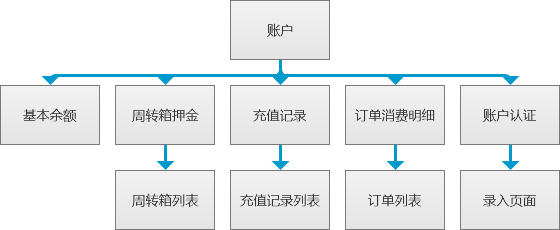 账户
基本余额
周转箱押金
充值记录
订单消费明细
账户认证
周转箱列表
充值记录列表
订单列表
录入页面